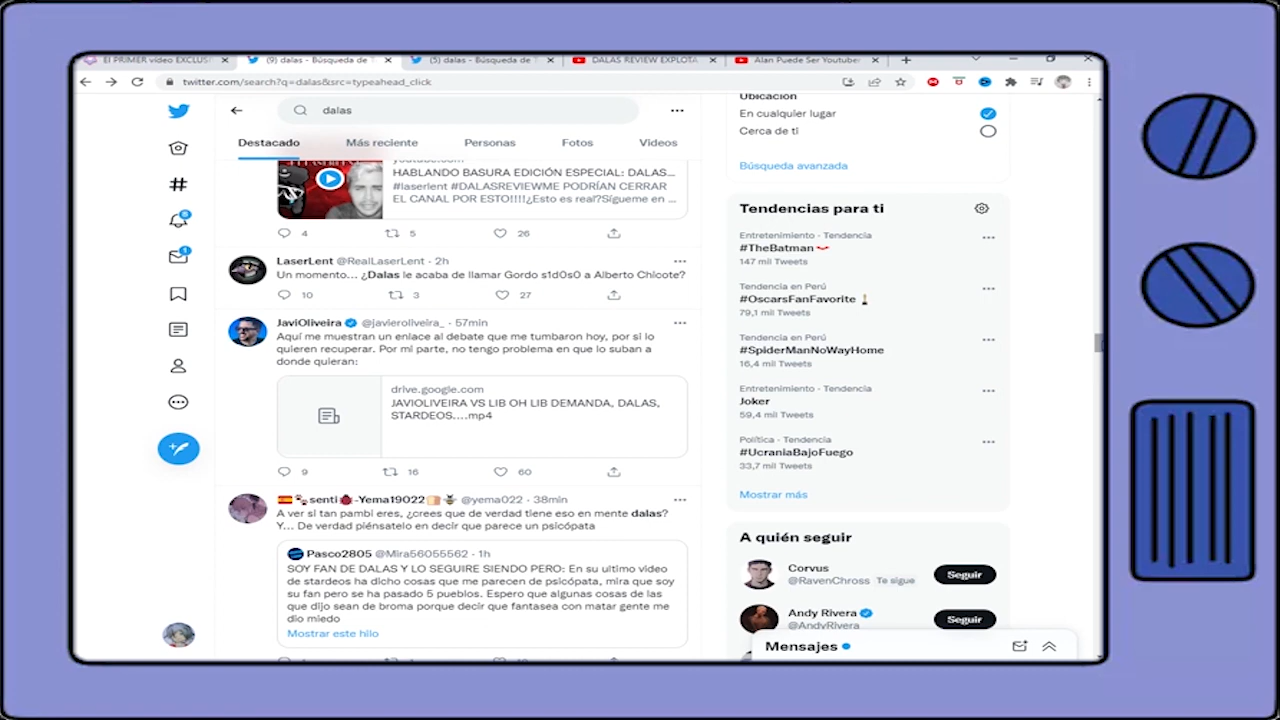 El PRIMER vídeo EXCLUS
(9) dalas - Búsqueda de T
(5) dalas - Búsqueda de T
DALAS REVIEW EXPLOTA
Alan Puede Ser Youtuber
twitter.com/search?q=dalas&src=typeahead_click
dalas
Destacado
Más reciente
Personas
Fotos
Videos
youtube.com
HABLANDO BASURA EDICIÓN ESPECIAL: DALAS...
#laserlent #DALASREVIEWME PODRÍAN CERRAR
EL CANAL POR ESTO!!!!¿Esto es real?Sígueme en ...
4
5
26
LaserLent @RealLaserLent · 2h
Un momento... ¿Dalas le acaba de llamar Gordo s1d0s0 a Alberto Chicote?
10
3
27
JaviOliveira @javieroliveira_ · 57min
Aquí me muestran un enlace al debate que me tumbaron hoy, por si lo
quieren recuperar. Por mi parte, no tengo problema en que lo suban a
donde quieran:
drive.google.com
JAVIOLIVEIRA VS LIB OH LIB DEMANDA, DALAS,
STARDEOS....mp4
9
16
60
senti -Yema19022 @yema022 · 38min
A ver si tan pambi eres, ¿crees que de verdad tiene eso en mente dalas?
Y... De verdad piénsatelo en decir que parece un psicópata
Pasco2805 @Mira56055562 · 1h
SOY FAN DE DALAS Y LO SEGUIRE SIENDO PERO: En su ultimo video
de stardeos ha dicho cosas que me parecen de psicópata, mira que soy
su fan pero se ha pasado 5 pueblos. Espero que algunas cosas de las
que dijo sean de broma porque decir que fantasea con matar gente me
dio miedo
Mostrar este hilo
Ubicación
En cualquier lugar
Cerca de ti
Búsqueda avanzada
Tendencias para ti
Entretenimiento · Tendencia
#TheBatman
147 mil Tweets
Tendencia en Perú
#OscarsFanFavorite
79,1 mil Tweets
Tendencia en Perú
#SpiderManNoWayHome
16,4 mil Tweets
Entretenimiento · Tendencia
Joker
59,4 mil Tweets
Política · Tendencia
#UcraniaBajoFuego
33,7 mil Tweets
Mostrar más
A quién seguir
Corvus
@RavenChross Te sigue
Seguir
Andy Rivera
@AndyRivera
Seguir
Mensajes